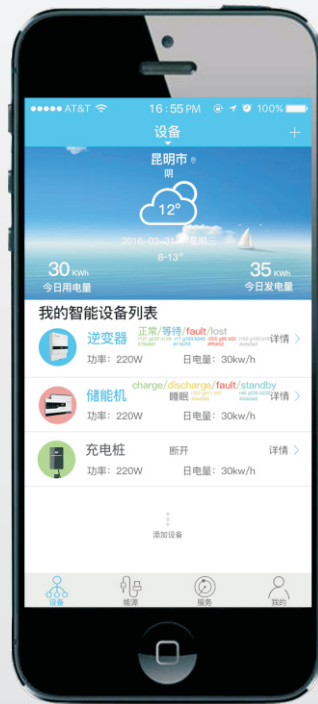 AT&T 16:55 PM 100%
设备 +
昆明市
阴
12°
8-13°
30 KWh 35 KWh
今日用电量 今日发电量
我的智能设备列表
正常/等待/fault/lost
逆变器 详情 >
功率：220W 日电量：30kw/h
charge/discharge/fault/standby
储能机 睡眠 详情 >
功率：220W 日电量：30kw/h
充电桩 断开 详情 >
功率：220W 日电量：30kw/h
添加设备
设备 能源 服务 我的